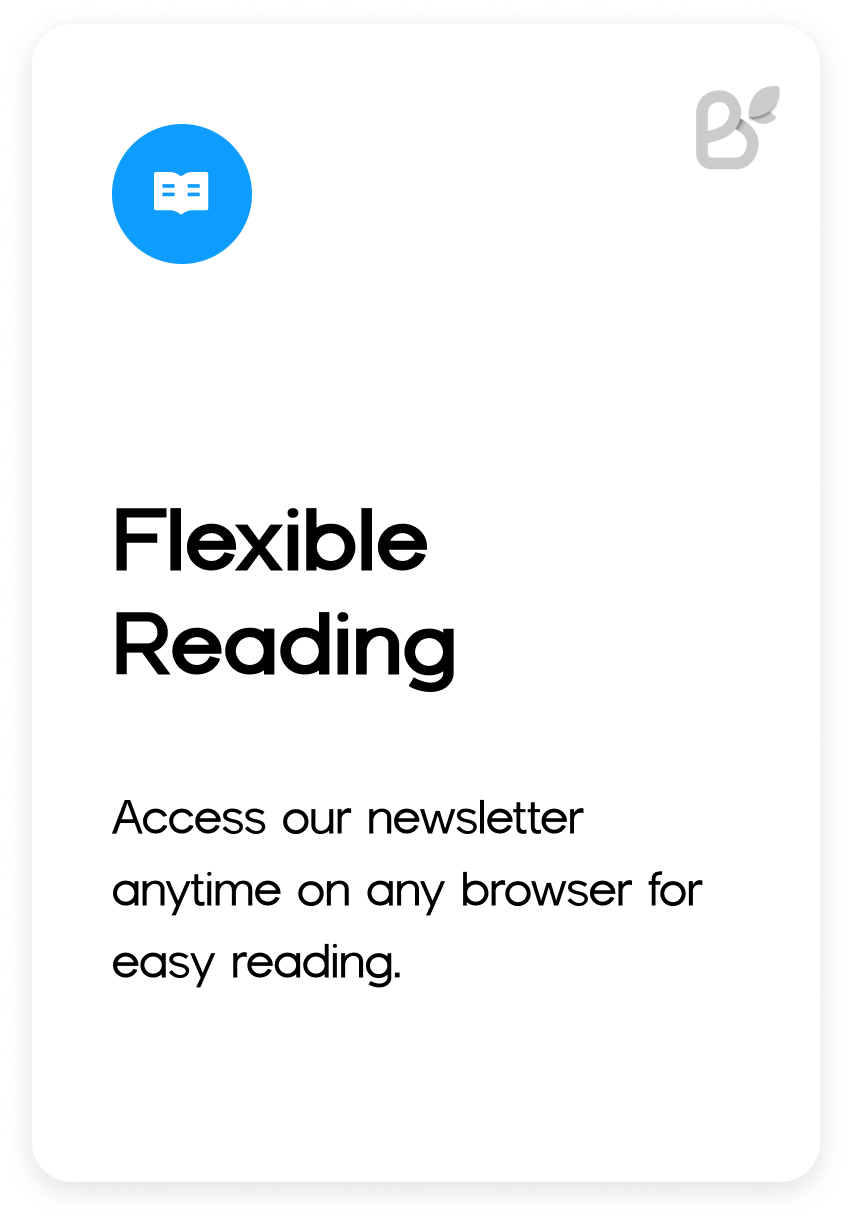 Flexible
Reading
Access our newsletter
anytime on any browser for
easy reading.